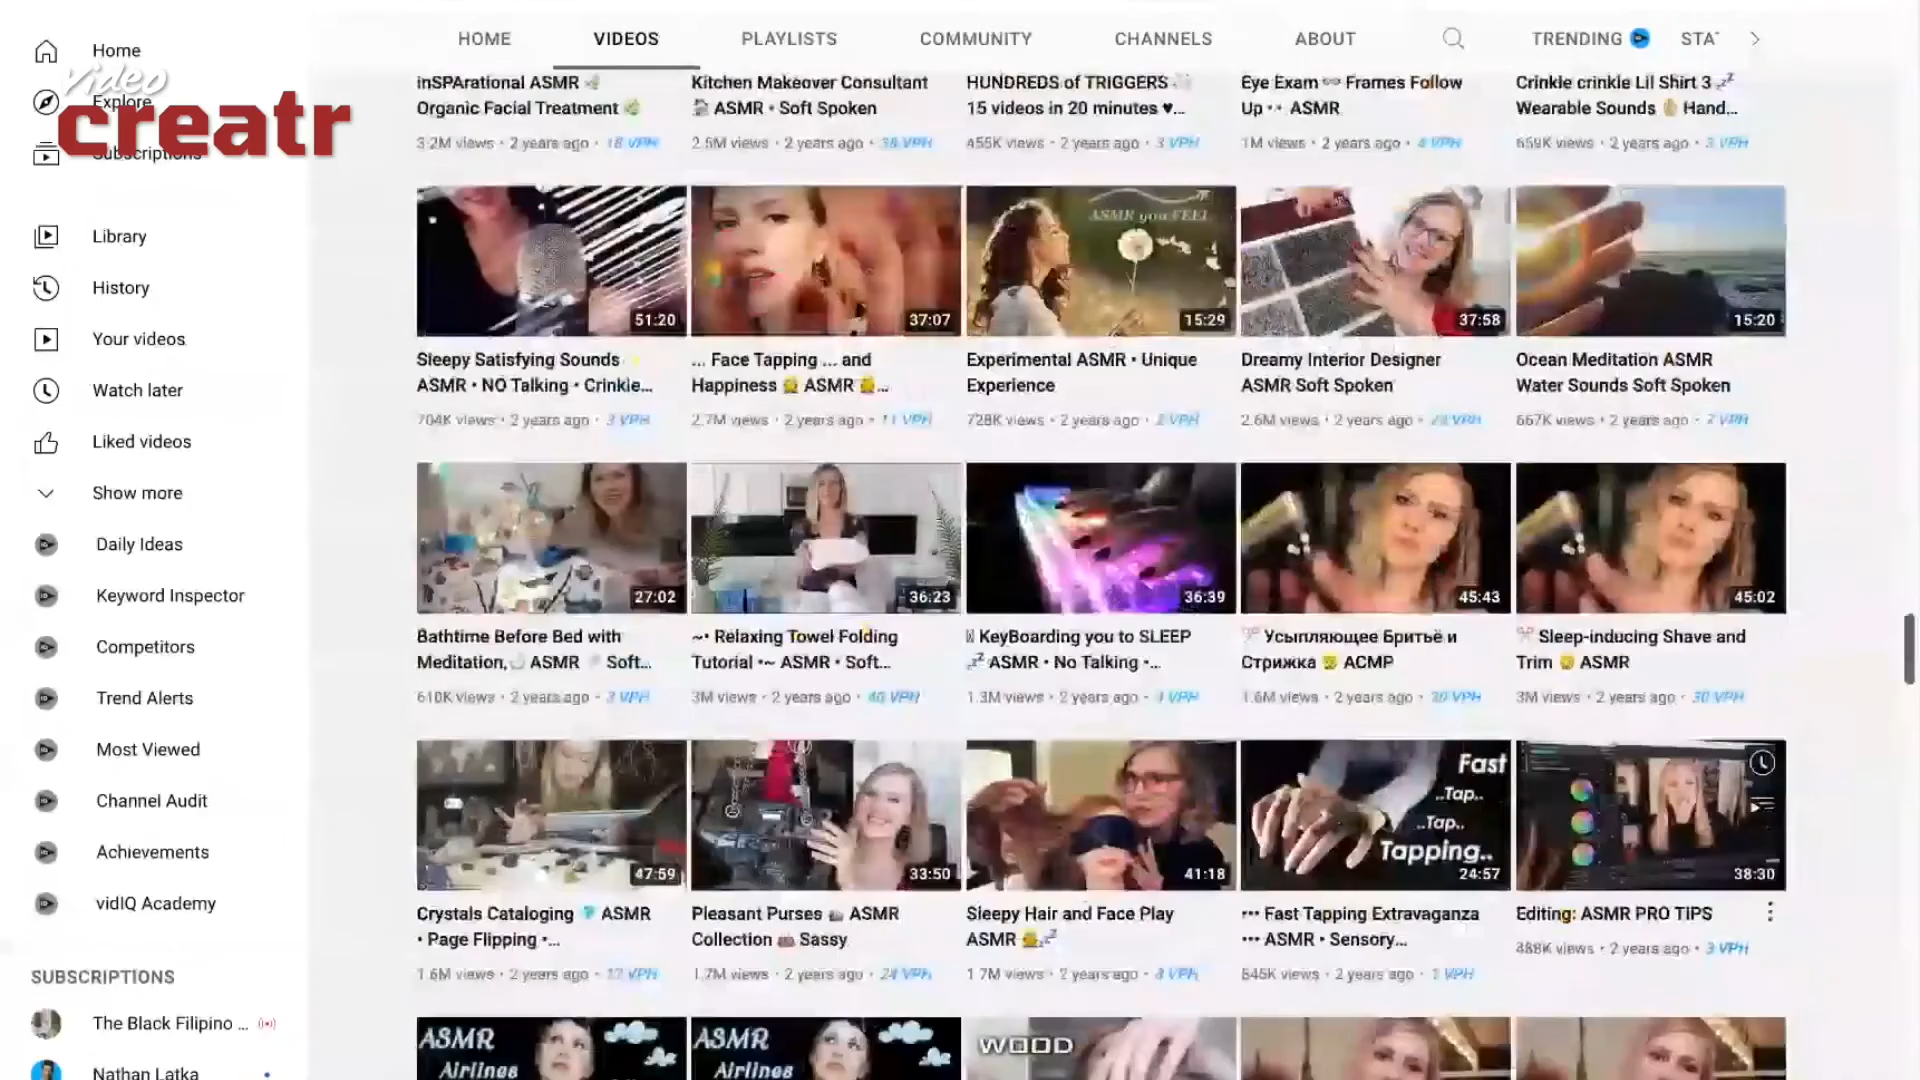 Home
Explore
Subscriptions
Video
creatr
Library
History
Your videos
Watch later
Liked videos
Show more
Daily Ideas
Keyword Inspector
Competitors
Trend Alerts
Most Viewed
Channel Audit
Achievements
vidIQ Academy
SUBSCRIPTIONS
The Black Filipino ...
Nathan Latka
HOME VIDEOS PLAYLISTS COMMUNITY CHANNELS ABOUT TRENDING STA
inSPArational ASMR
Organic Facial Treatment
3.2M views • 2 years ago • 18 VPH
Kitchen Makeover Consultant
ASMR • Soft Spoken
2.5M views • 2 years ago • 38 VPH
HUNDREDS of TRIGGERS
15 videos in 20 minutes ♥...
455K views • 2 years ago • 3 VPH
Eye Exam Frames Follow
Up ASMR
1M views • 2 years ago • 4 VPH
Crinkle crinkle Lil Shirt 3
Wearable Sounds Hand...
659K views • 2 years ago • 3 VPH
51:20
Sleepy Satisfying Sounds
ASMR • NO Talking • Crinkle...
704K views • 2 years ago • 3 VPH
37:07
... Face Tapping ... and
Happiness ASMR ...
2.7M views • 2 years ago • 11 VPH
ASMR you FEEL
15:29
Experimental ASMR • Unique
Experience
728K views • 2 years ago • 2 VPH
37:58
Dreamy Interior Designer
ASMR Soft Spoken
2.6M views • 2 years ago • VPH
15:20
Ocean Meditation ASMR
Water Sounds Soft Spoken
667K views • 2 years ago • 2 VPH
27:02
Bathtime Before Bed with
Meditation, ASMR Soft...
610K views • 2 years ago • 3 VPH
36:23
~• Relaxing Towel Folding
Tutorial •~ ASMR • Soft...
3M views • 2 years ago • 40 VPH
36:39
KeyBoarding you to SLEEP
ASMR • No Talking •...
1.3M views • 2 years ago • VPH
45:43
Усыпляющее Бритьё и
Стрижка АСМР
1.6M views • 2 years ago • VPH
45:02
Sleep-inducing Shave and
Trim ASMR
3M views • 2 years ago • 30 VPH
47:59
Crystals Cataloging ASMR
• Page Flipping •...
1.6M views • 2 years ago • 17 VPH
33:50
Pleasant Purses ASMR
Collection Sassy
1.7M views • 2 years ago • 24 VPH
41:18
Sleepy Hair and Face Play
ASMR
1.7M views • 2 years ago • VPH
Fast
..Tap..
..Tap..
Tapping..
24:57
••• Fast Tapping Extravaganza
••• ASMR • Sensory...
645K views • 2 years ago • 1 VPH
38:30
Editing: ASMR PRO TIPS
388K views • 2 years ago • 3 VPH
ASMR
Airlines
ASMR
Airlines
WOOD